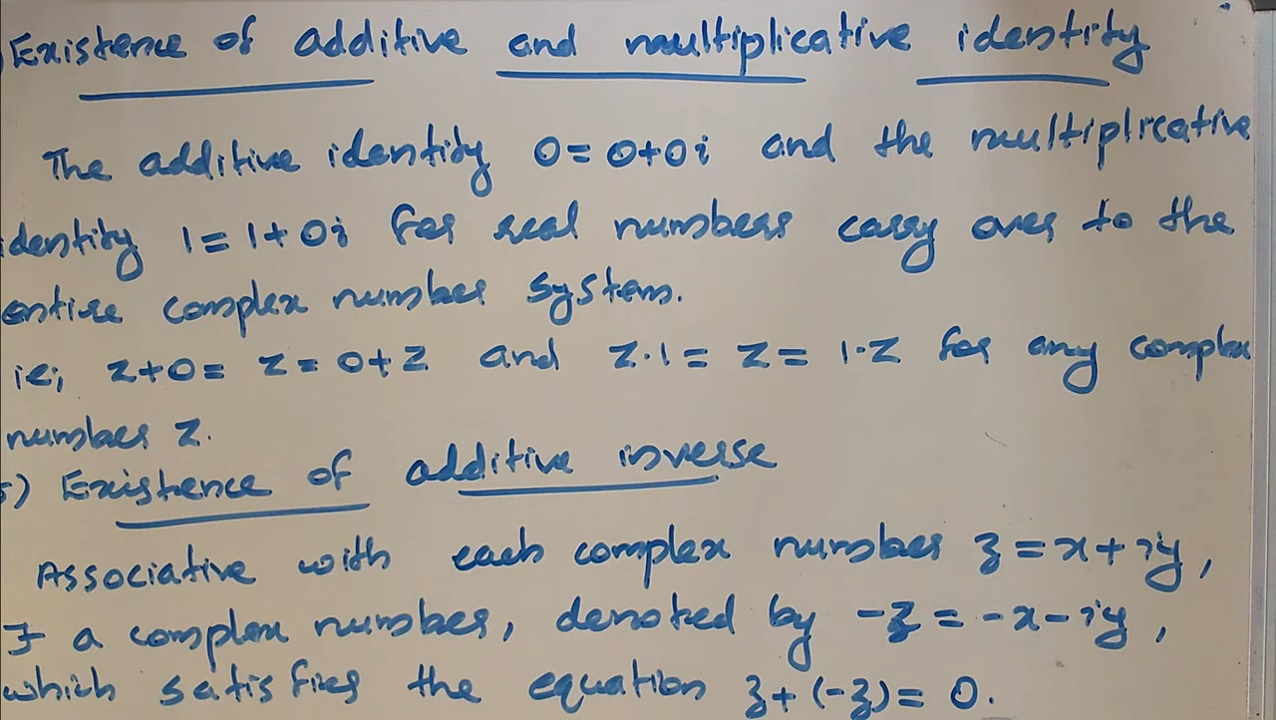 ) Existence of additive and multiplicative identity
The additive identity 0 = 0+0i and the multiplicative
identity 1 = 1+0i for real numbers carry over to the
entire complex number system.
ie; z+0 = z = 0+z and z·1 = z = 1·z for any complex
number z.
5) Existence of additive inverse
Associative with each complex number z = x+iy,
∃ a complex number, denoted by -z = -x-iy,
which satisfies the equation z+(-z) = 0.